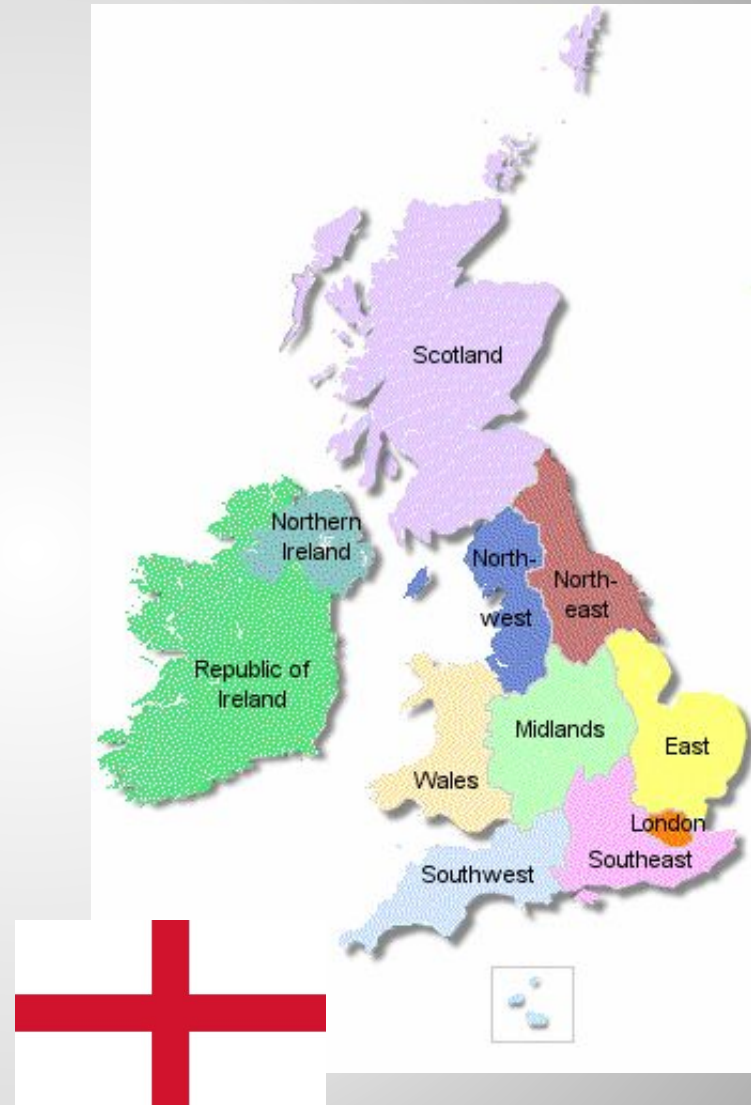 Scotland
Northern
Ireland
North-
west
North-
east
Republic of
Ireland
Midlands
East
Wales
London
Southeast
Southwest